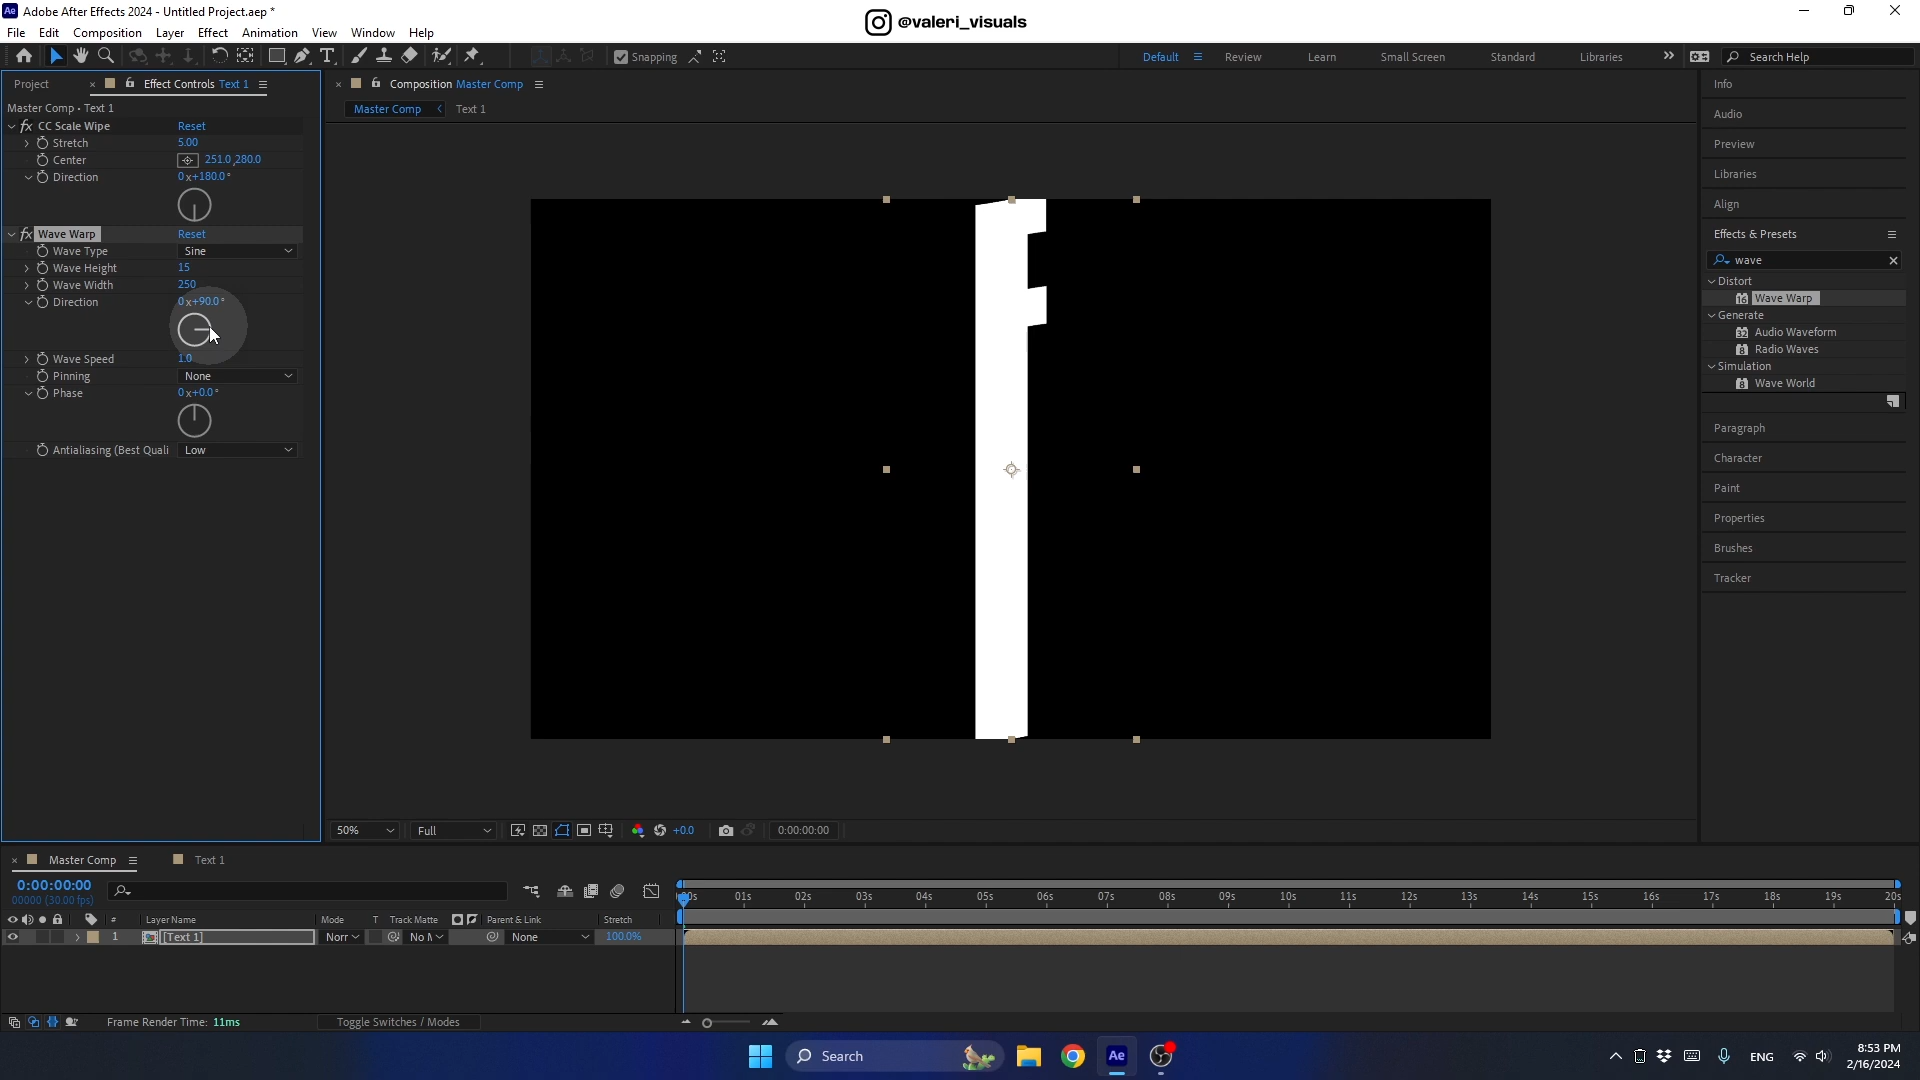 Adobe After Effects 2024 - Untitled Project.aep *
@valeri_visuals
File Edit Composition Layer Effect Animation View Window Help
Snapping
Default Review Learn Small Screen Standard Libraries
Search Help
Project Effect Controls Text 1
Composition Master Comp
Info
Master Comp • Text 1
Master Comp Text 1
Audio
CC Scale Wipe Reset
Stretch 5.00
Preview
Center 251.0,280.0
Direction 0x+180.0°
Libraries
Align
Wave Warp Reset
Effects & Presets
Wave Type Sine
wave
Wave Height 15
Wave Width 250
Distort
Direction 0x+90.0°
Wave Warp
Generate
Audio Waveform
Radio Waves
Wave Speed 1.0
Simulation
Pinning None
Wave World
Phase 0x+0.0°
Paragraph
Antialiasing (Best Quali Low
Character
Paint
Properties
Brushes
Tracker
50% Full +0.0 0:00:00:00
Master Comp Text 1
0:00:00:00
00000 (30.00 fps)
:00s 01s 02s 03s 04s 05s 06s 07s 08s 09s 10s 11s 12s 13s 14s 15s 16s 17s 18s 19s 20s
# Layer Name Mode T Track Matte Parent & Link Stretch
1 [Text 1] Norr No M None 100.0%
Frame Render Time: 11ms Toggle Switches / Modes
Search
Ae
ENG
8:53 PM
2/16/2024